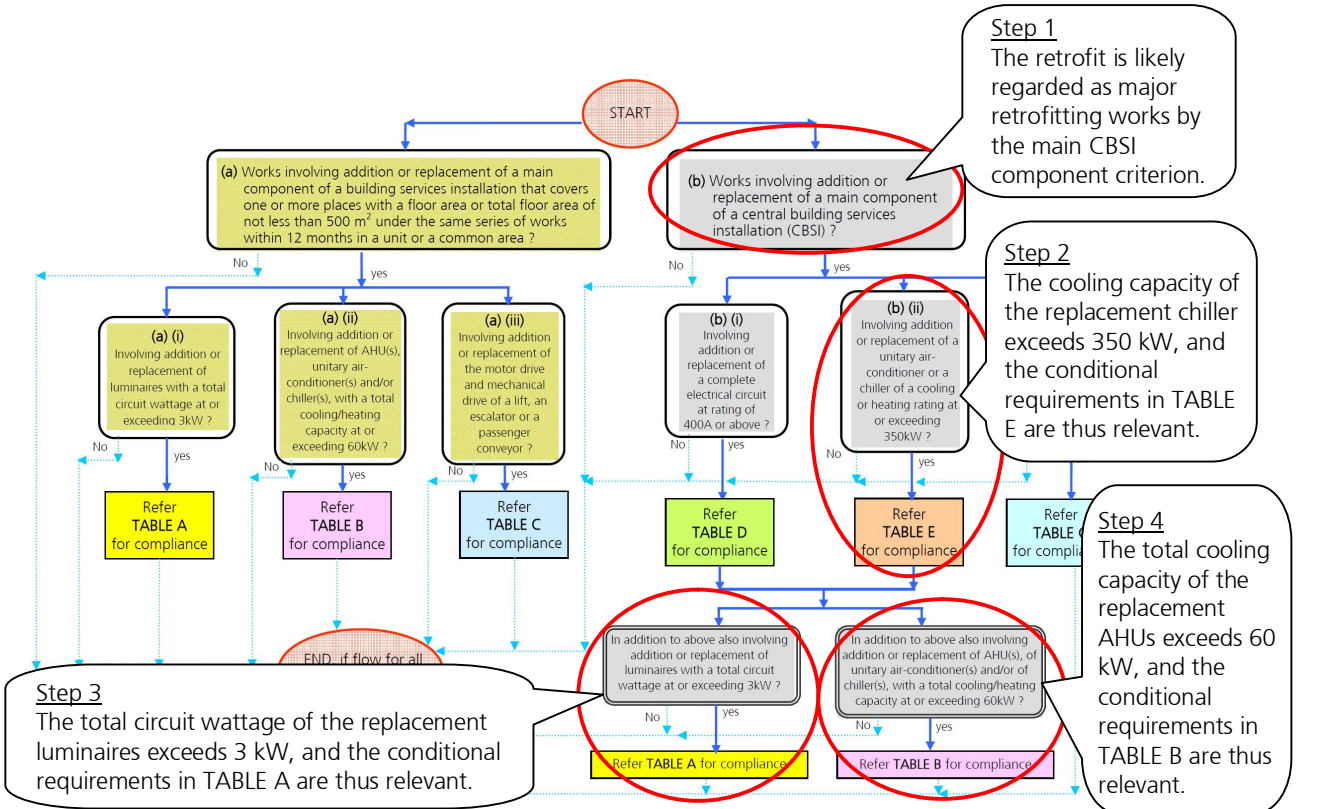 START
Step 1
The retrofit is likely
regarded as major
retrofitting works by
the main CBSI
component criterion.
(a) Works involving addition or replacement of a main
component of a building services installation that covers
one or more places with a floor area or total floor area of
not less than 500 m² under the same series of works
within 12 months in a unit or a common area ?
(b) Works involving addition or
replacement of a main component
of a central building services
installation (CBSI) ?
No
yes
No
yes
Step 2
The cooling capacity of
the replacement chiller
exceeds 350 kW, and
the conditional
requirements in TABLE
E are thus relevant.
(a) (i)
Involving addition or
replacement of
luminaires with a total
circuit wattage at or
exceeding 3kW ?
(a) (ii)
Involving addition or
replacement of AHU(s),
unitary air-
conditioner(s) and/or
chiller(s), with a total
cooling/heating
capacity at or
exceeding 60kW ?
(a) (iii)
Involving addition
or replacement of
the motor drive
and mechanical
drive of a lift, an
escalator or a
passenger
conveyor ?
(b) (i)
Involving
addition or
replacement of
a complete
electrical circuit
at rating of
400A or above ?
(b) (ii)
Involving addition
or replacement of a
unitary air-
conditioner or a
chiller of a cooling
or heating rating at
or exceeding
350kW ?
No
yes
No
yes
No
yes
No
yes
No
yes
Refer
TABLE A
for compliance
Refer
TABLE B
for compliance
Refer
TABLE C
for compliance
Refer
TABLE D
for compliance
Refer
TABLE E
for compliance
Refer
TABLE
for
Step 4
The total cooling
capacity of the
replacement
AHUs exceeds 60
kW, and the
conditional
requirements in
TABLE B are thus
relevant.
END, if flow for all
In addition to above also involving
addition or replacement of
luminaires with a total circuit
wattage at or exceeding 3kW ?
In addition to above also involving
addition or replacement of AHU(s), of
unitary air-conditioner(s) and/or of
chiller(s), with a total cooling/heating
capacity at or exceeding 60kW ?
Step 3
The total circuit wattage of the replacement
luminaires exceeds 3 kW, and the conditional
requirements in TABLE A are thus relevant.
No
yes
No
yes
Refer TABLE A for compliance
Refer TABLE B for compliance